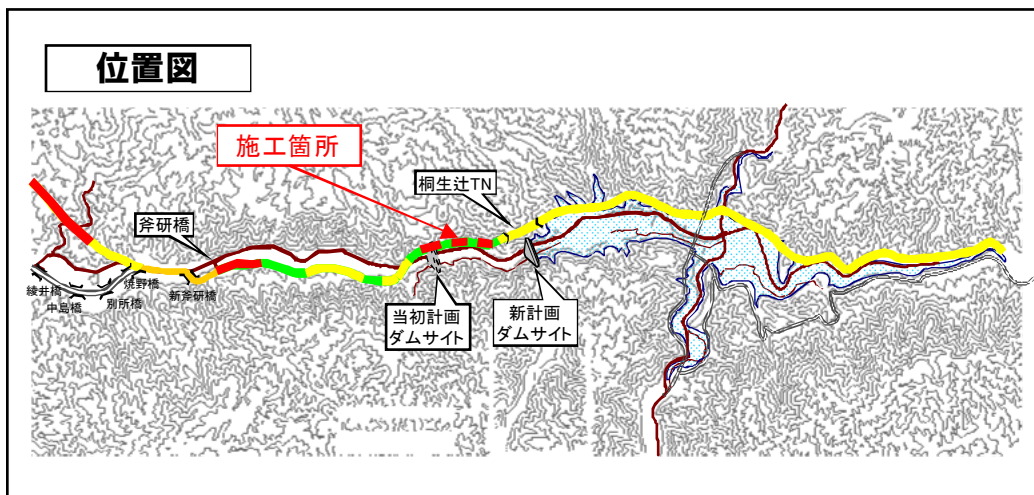 位置図
施工箇所
桐生辻TN
斧研橋
綾井橋
中島橋
別所橋
焼野橋
新斧研橋
当初計画
ダムサイト
新計画
ダムサイト